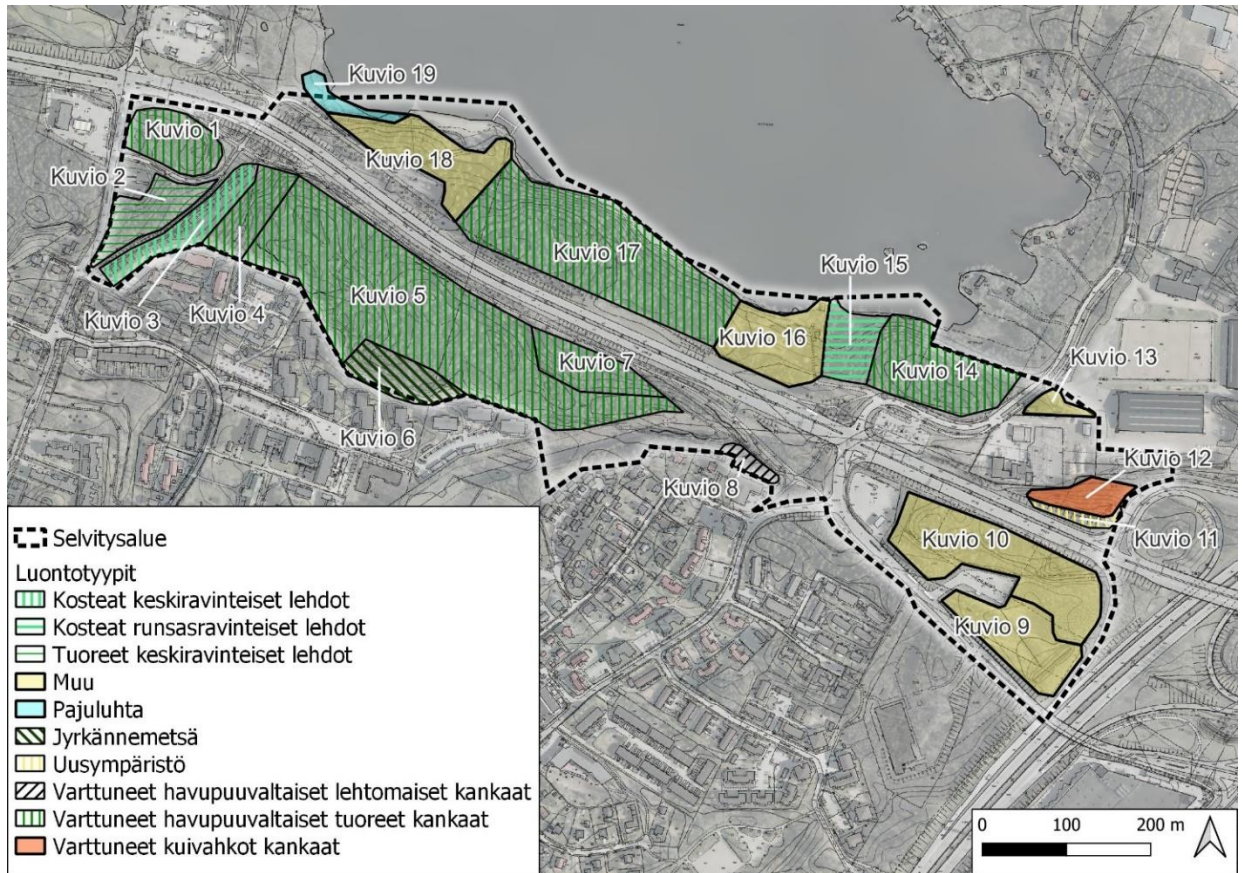 Kuvio 19
Kuvio 1
Kuvio 18
Kuvio 2
Kuvio 17
Kuvio 15
Kuvio 5
Kuvio 3
Kuvio 4
Kuvio 16
Kuvio 7
Kuvio 14
Kuvio 13
Kuvio 6
Kuvio 12
Kuvio 8
Kuvio 10
Kuvio 11
Kuvio 9
Selvitysalue
Luontotyypit
Kosteat keskiravinteiset lehdot
Kosteat runsasravinteiset lehdot
Tuoreet keskiravinteiset lehdot
Muu
Pajuluhta
Jyrkännemetsä
Uusympäristö
Varttuneet havupuuvaltaiset lehtomaiset kankaat
Varttuneet havupuuvaltaiset tuoreet kankaat
Varttuneet kuivahkot kankaat
0 100 200 m